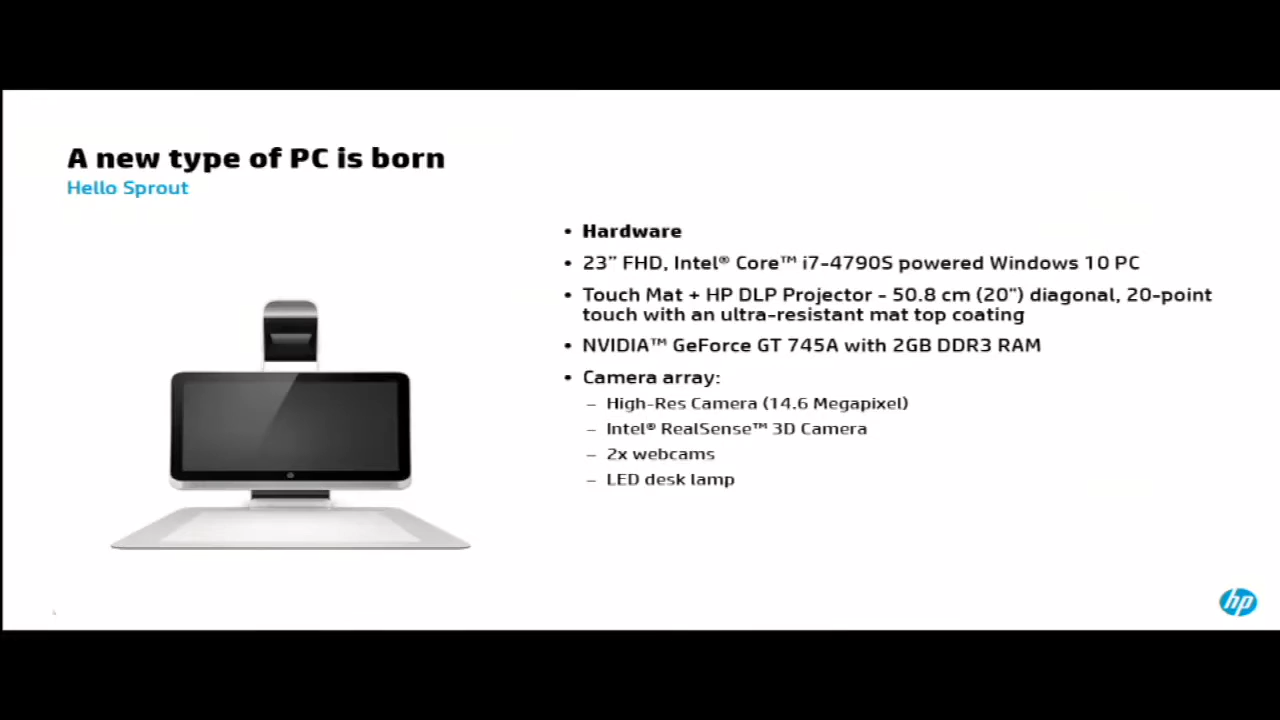 A new type of PC is born
Hello Sprout
• Hardware
• 23” FHD, Intel® Core™ i7-4790S powered Windows 10 PC
• Touch Mat + HP DLP Projector - 50.8 cm (20") diagonal, 20-point
touch with an ultra-resistant mat top coating
• NVIDIA™ GeForce GT 745A with 2GB DDR3 RAM
• Camera array:
– High-Res Camera (14.6 Megapixel)
– Intel® RealSense™ 3D Camera
– 2x webcams
– LED desk lamp
hp